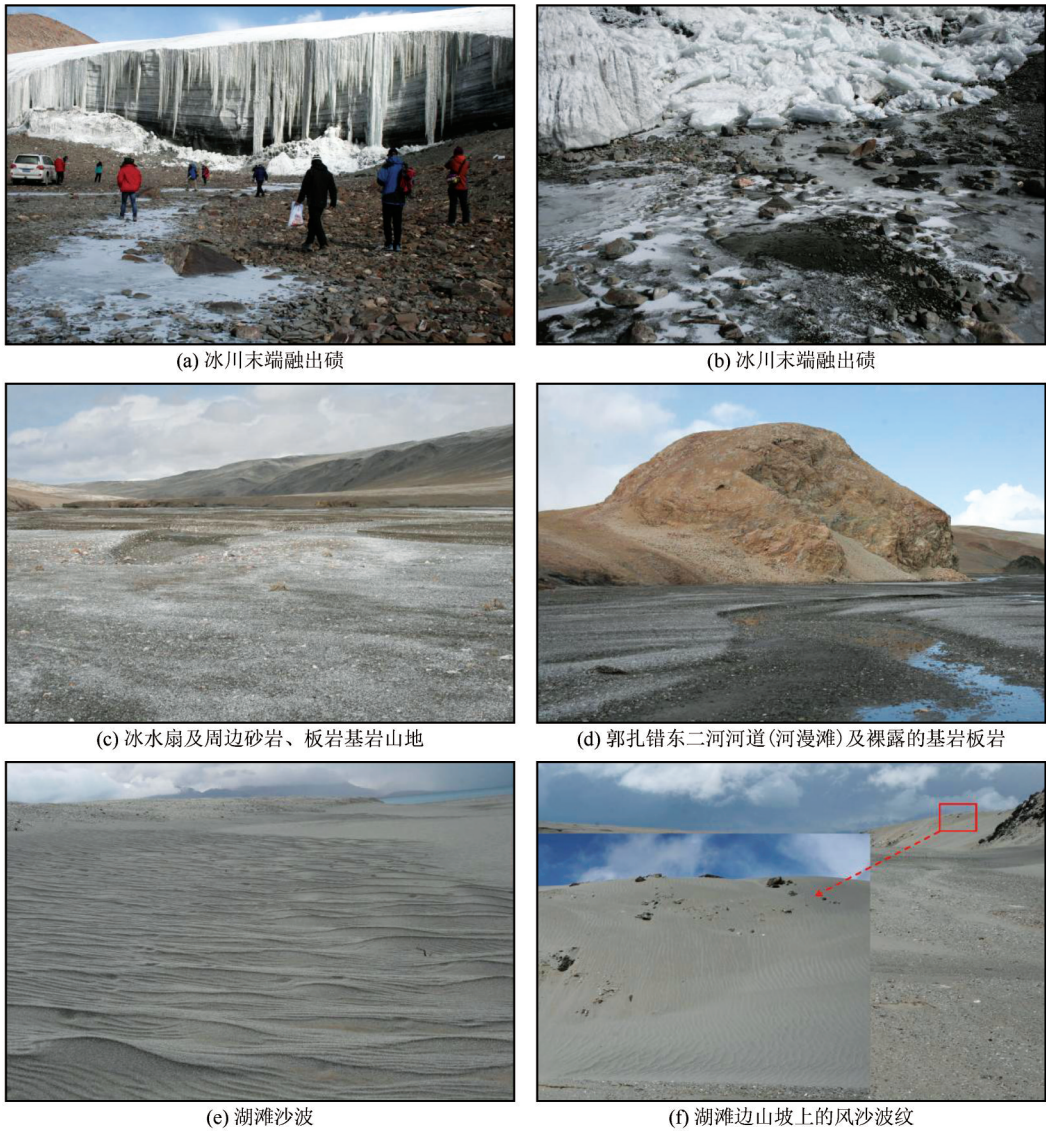 (a) 冰川末端融出碛
(b) 冰川末端融出碛
(c) 冰水扇及周边砂岩、板岩基岩山地
(d) 郭扎错东二河河道(河漫滩)及裸露的基岩板岩
(e) 湖滩沙波
(f) 湖滩边山坡上的风沙波纹